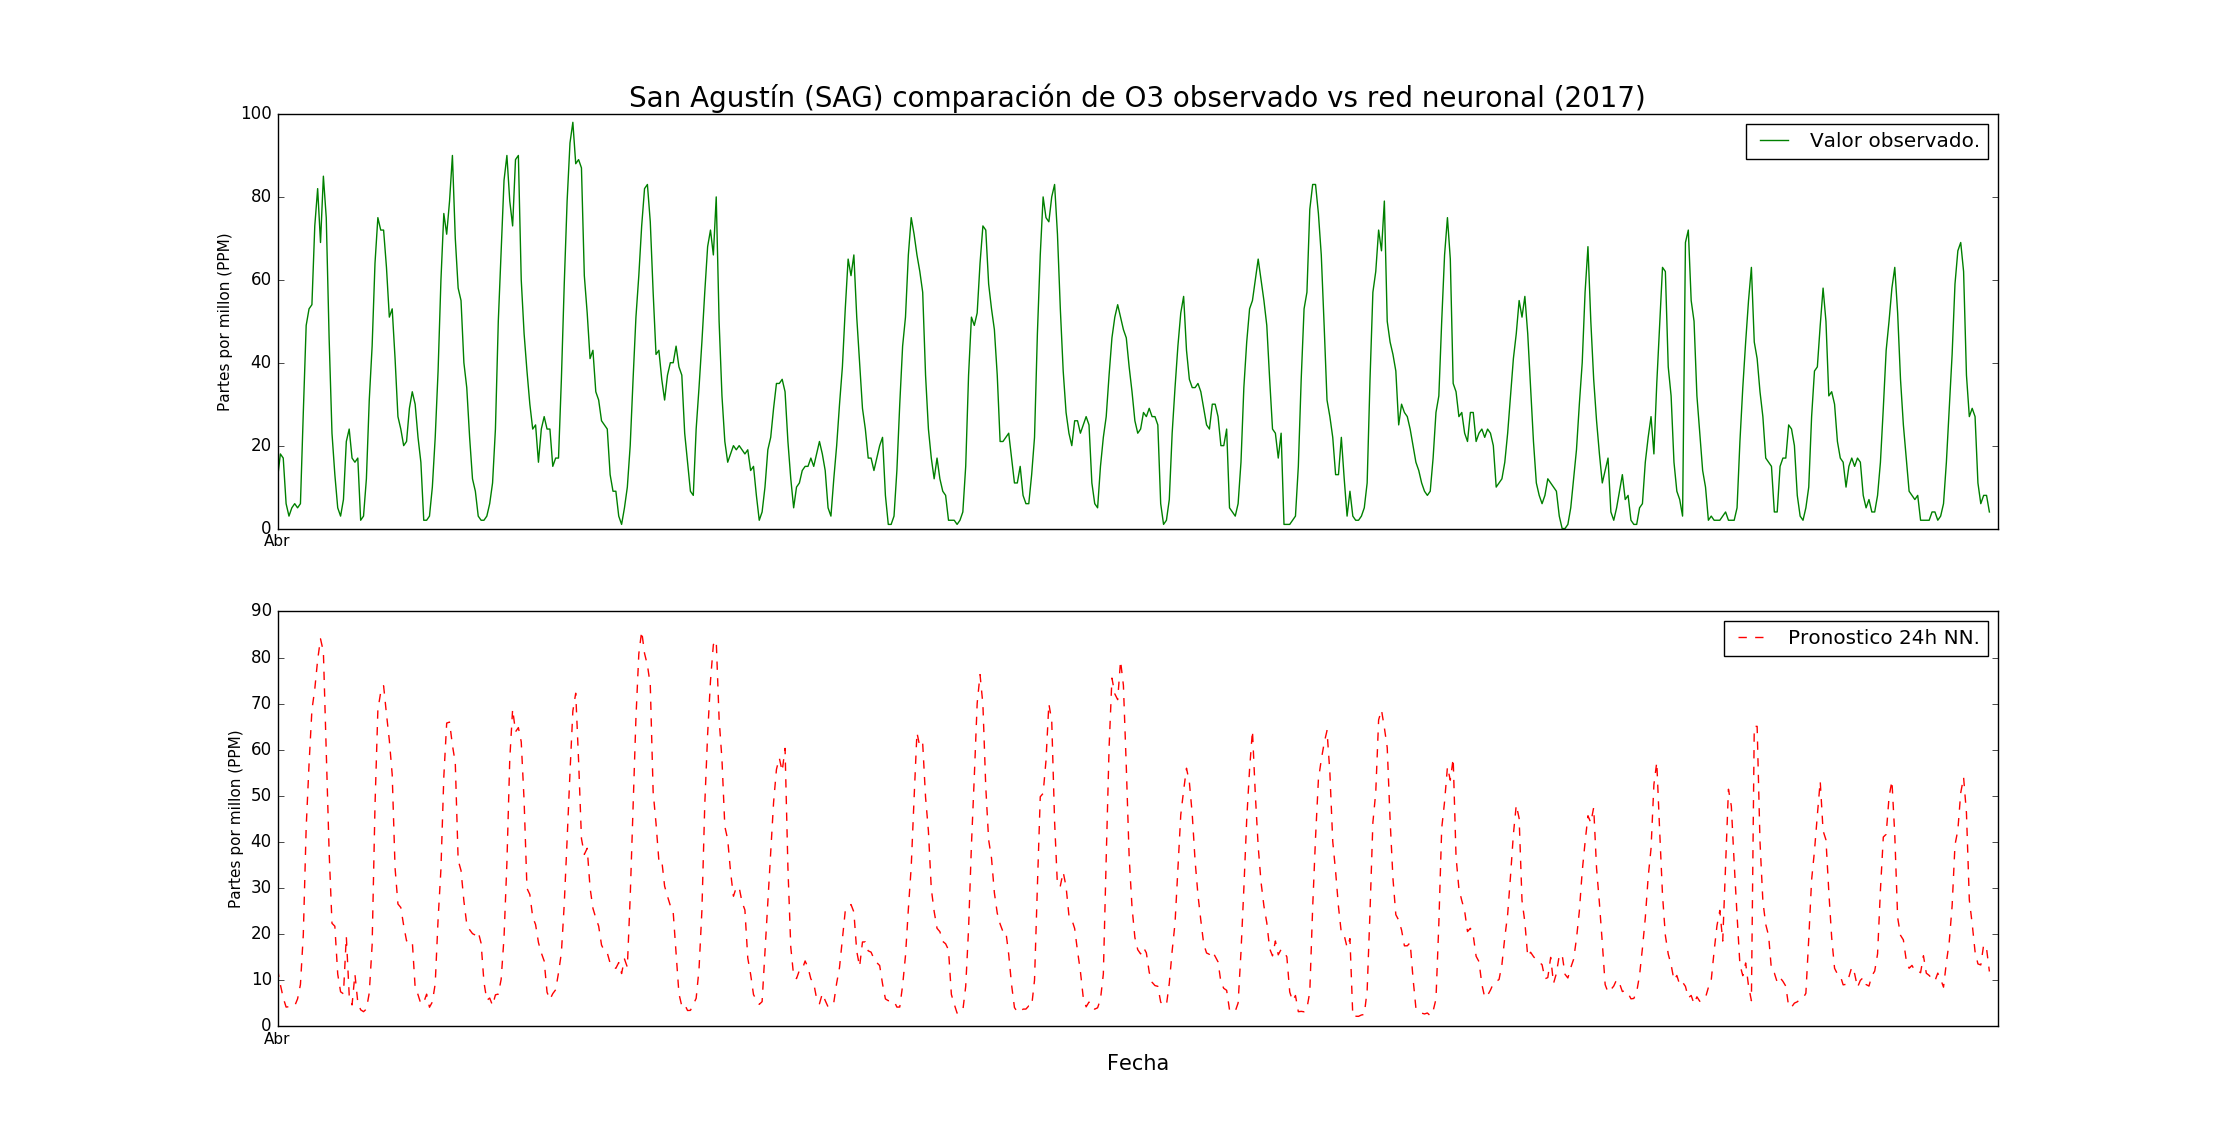 San Agustín (SAG) comparación de O3 observado vs red neuronal (2017)
100
80
60
40
20
0
Partes por millon (PPM)
Valor observado.
Abr
90
80
70
60
50
40
30
20
10
0
Partes por millon (PPM)
Pronostico 24h NN.
Abr
Fecha